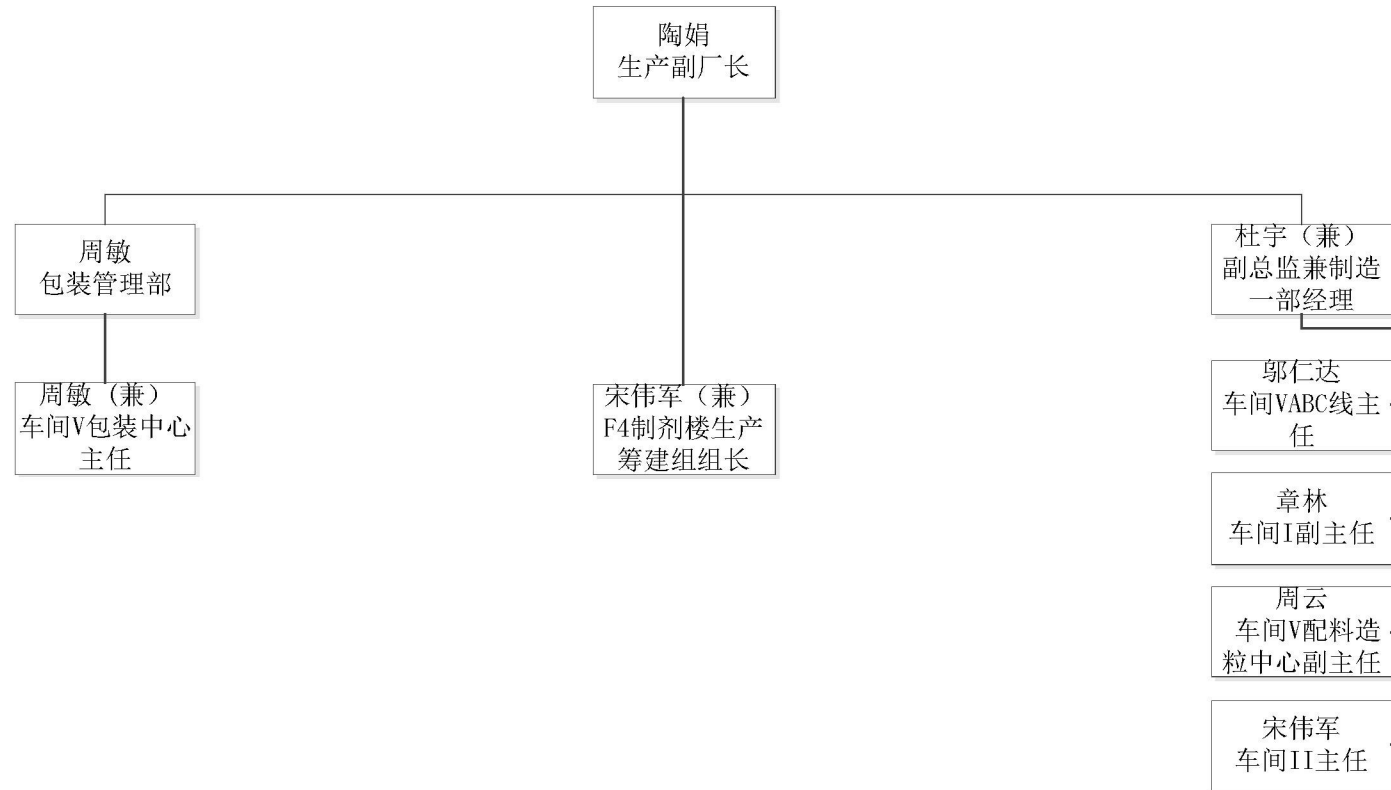 陶娟
生产副厂长
周敏
包装管理部
杜宇（兼）
副总监兼制造
一部经理
周敏（兼）
车间V包装中心
主任
宋伟军（兼）
F4制剂楼生产
筹建组组长
邬仁达
车间VABC线主
任
章林
车间I副主任
周云
车间V配料造
粒中心副主任
宋伟军
车间II主任